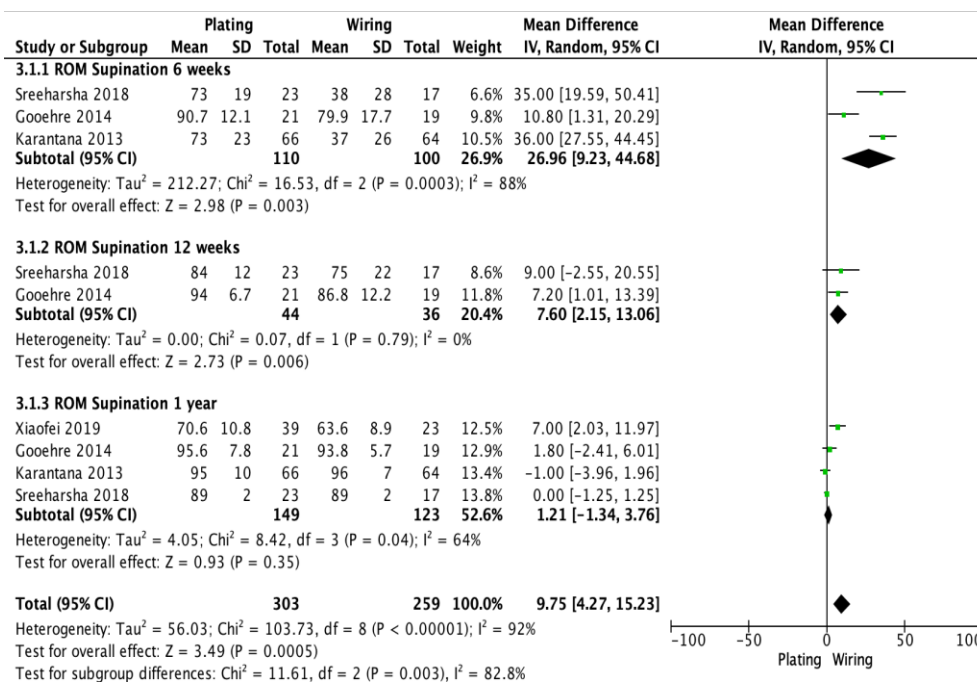 Plating Wiring Mean Difference Mean Difference
Study or Subgroup Mean SD Total Mean SD Total Weight IV, Random, 95% CI IV, Random, 95% CI
3.1.1 ROM Supination 6 weeks
Sreeharsha 2018 73 19 23 38 28 17 6.6% 35.00 [19.59, 50.41]
Gooehre 2014 90.7 12.1 21 79.9 17.7 19 9.8% 10.80 [1.31, 20.29]
Karantana 2013 73 23 66 37 26 64 10.5% 36.00 [27.55, 44.45]
Subtotal (95% CI) 110 100 26.9% 26.96 [9.23, 44.68]
Heterogeneity: Tau² = 212.27; Chi² = 16.53, df = 2 (P = 0.0003); I² = 88%
Test for overall effect: Z = 2.98 (P = 0.003)
3.1.2 ROM Supination 12 weeks
Sreeharsha 2018 84 12 23 75 22 17 8.6% 9.00 [-2.55, 20.55]
Gooehre 2014 94 6.7 21 86.8 12.2 19 11.8% 7.20 [1.01, 13.39]
Subtotal (95% CI) 44 36 20.4% 7.60 [2.15, 13.06]
Heterogeneity: Tau² = 0.00; Chi² = 0.07, df = 1 (P = 0.79); I² = 0%
Test for overall effect: Z = 2.73 (P = 0.006)
3.1.3 ROM Supination 1 year
Xiaofei 2019 70.6 10.8 39 63.6 8.9 23 12.5% 7.00 [2.03, 11.97]
Gooehre 2014 95.6 7.8 21 93.8 5.7 19 12.9% 1.80 [-2.41, 6.01]
Karantana 2013 95 10 66 96 7 64 13.4% -1.00 [-3.96, 1.96]
Sreeharsha 2018 89 2 23 89 2 17 13.8% 0.00 [-1.25, 1.25]
Subtotal (95% CI) 149 123 52.6% 1.21 [-1.34, 3.76]
Heterogeneity: Tau² = 4.05; Chi² = 8.42, df = 3 (P = 0.04); I² = 64%
Test for overall effect: Z = 0.93 (P = 0.35)
Total (95% CI) 303 259 100.0% 9.75 [4.27, 15.23]
Heterogeneity: Tau² = 56.03; Chi² = 103.73, df = 8 (P < 0.00001); I² = 92%
Test for overall effect: Z = 3.49 (P = 0.0005)
Test for subgroup differences: Chi² = 11.61, df = 2 (P = 0.003), I² = 82.8%
-100 -50 0 50 100
Plating Wiring